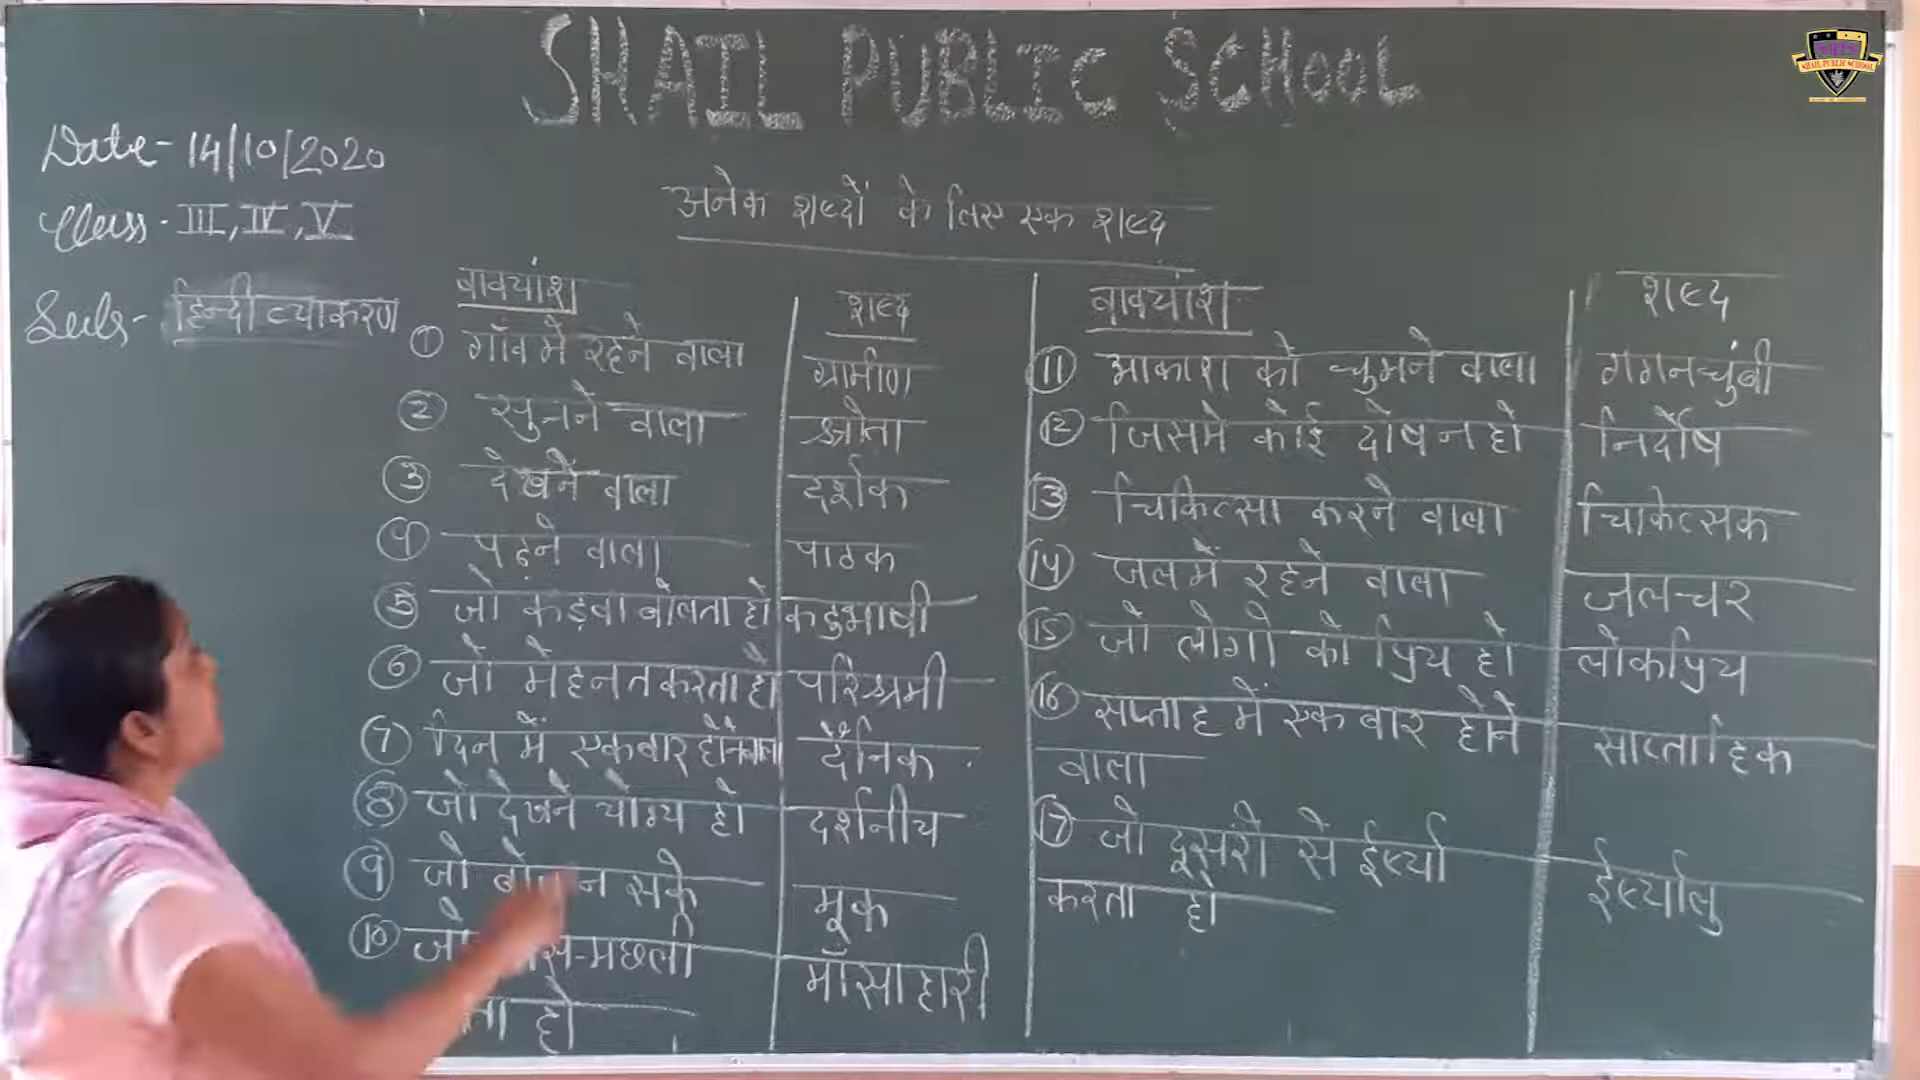 SHAIL PUBLIC SCHOOL
SHAIL PUBLIC SCHOOL
Date- 14/10/2020
Class- III, IV, V
Sub- हिन्दी व्याकरण
अनेक शब्दों के लिए एक शब्द
वाक्यांश शब्द
① गाँव में रहने वाला ग्रामीण
② सुनने वाला श्रोता
③ देखने वाला दर्शक
④ पढ़ने वाला पाठक
⑤ जो कड़वा बोलता हो कटुभाषी
⑥ जो मेहनत करता हो परिश्रमी
⑦ दिन में एक बार होने वाला दैनिक
⑧ जो देखने योग्य हो दर्शनीय
⑨ जो न सके मूक
⑩ जो -मछली माँसाहारी
हो
वाक्यांश शब्द
⑪ आकाश को चुमने वाला गगनचुंबी
⑫ जिसमे कोई दोष न हो निर्दोष
⑬ चिकित्सा करने वाला चिकित्सक
⑭ जल में रहने वाला जलचर
⑮ जो लोगो को प्रिय हो लोकप्रिय
⑯ सप्ताह में एक बार होने साप्ताहिक
वाला
⑰ जो दूसरों से ईर्ष्या ईर्ष्यालु
करता हो